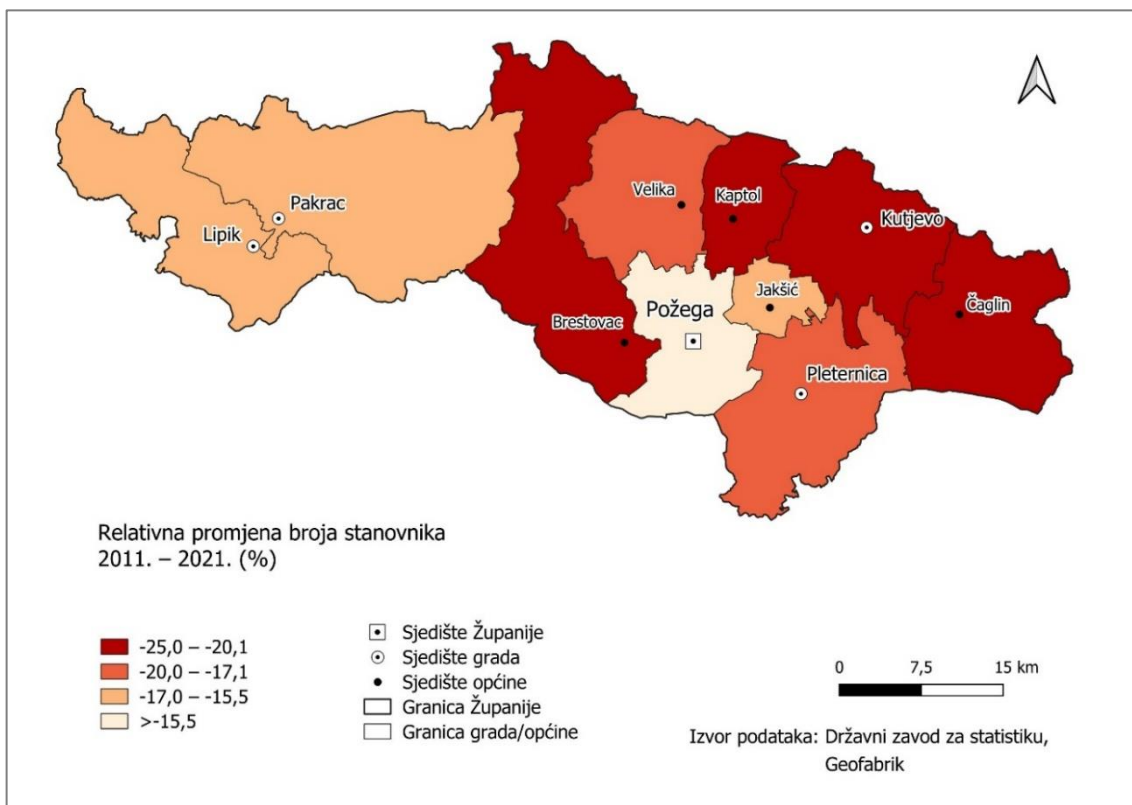 Velika
Kaptol
Pakrac
Kutjevo
Lipik
Jakšić
Požega
Čaglin
Brestovac
Pleternica
Relativna promjena broja stanovnika
2011. – 2021. (%)
-25,0 – -20,1
-20,0 – -17,1
-17,0 – -15,5
>-15,5
Sjedište Županije
Sjedište grada
Sjedište općine
Granica Županije
Granica grada/općine
0 7,5 15 km
Izvor podataka: Državni zavod za statistiku,
Geofabrik